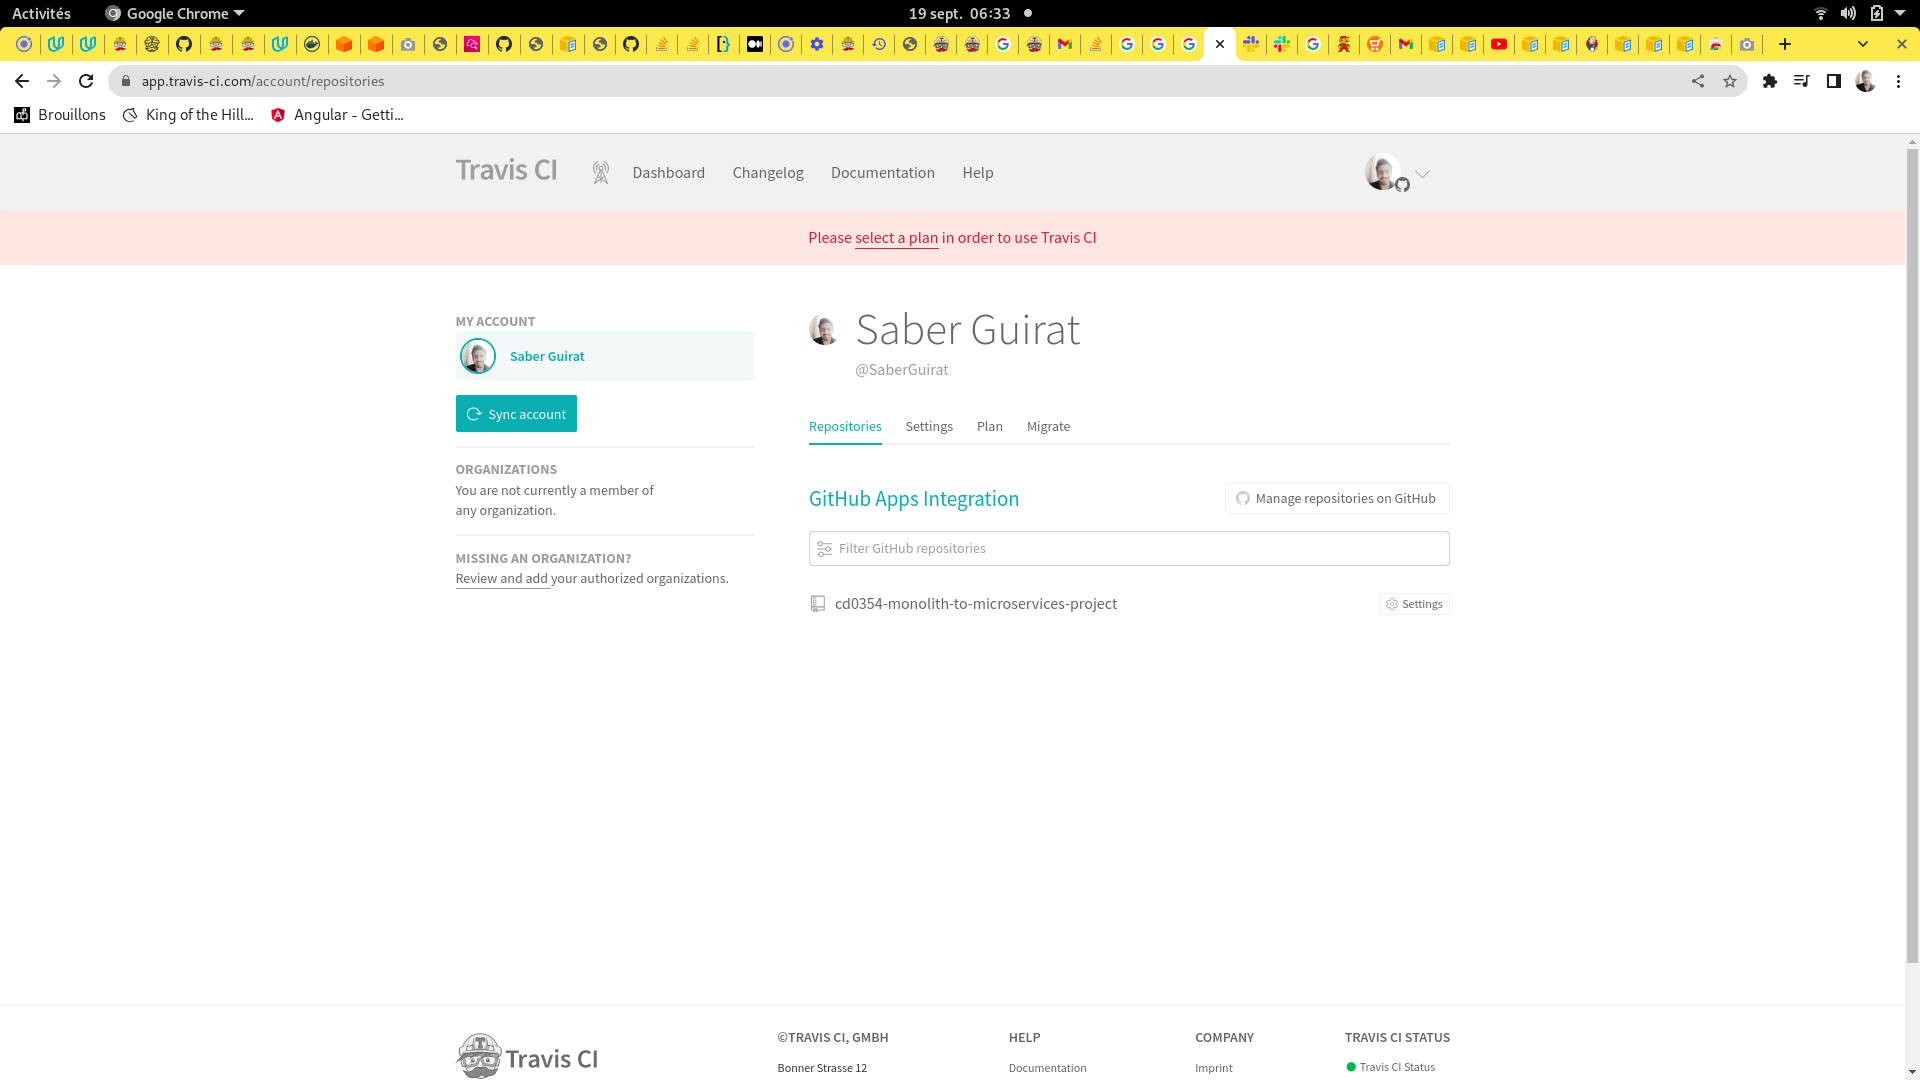 Activités
Google Chrome
19 sept. 06:33
app.travis-ci.com/account/repositories
Brouillons
King of the Hill...
Angular - Getti...
Travis CI
Dashboard
Changelog
Documentation
Help
Please select a plan in order to use Travis CI
MY ACCOUNT
Saber Guirat
Sync account
ORGANIZATIONS
You are not currently a member of
any organization.
MISSING AN ORGANIZATION?
Review and add your authorized organizations.
Saber Guirat
@SaberGuirat
Repositories
Settings
Plan
Migrate
GitHub Apps Integration
Manage repositories on GitHub
Filter GitHub repositories
cd0354-monolith-to-microservices-project
Settings
Travis CI
©TRAVIS CI, GMBH
Bonner Strasse 12
HELP
Documentation
COMPANY
Imprint
TRAVIS CI STATUS
Travis CI Status